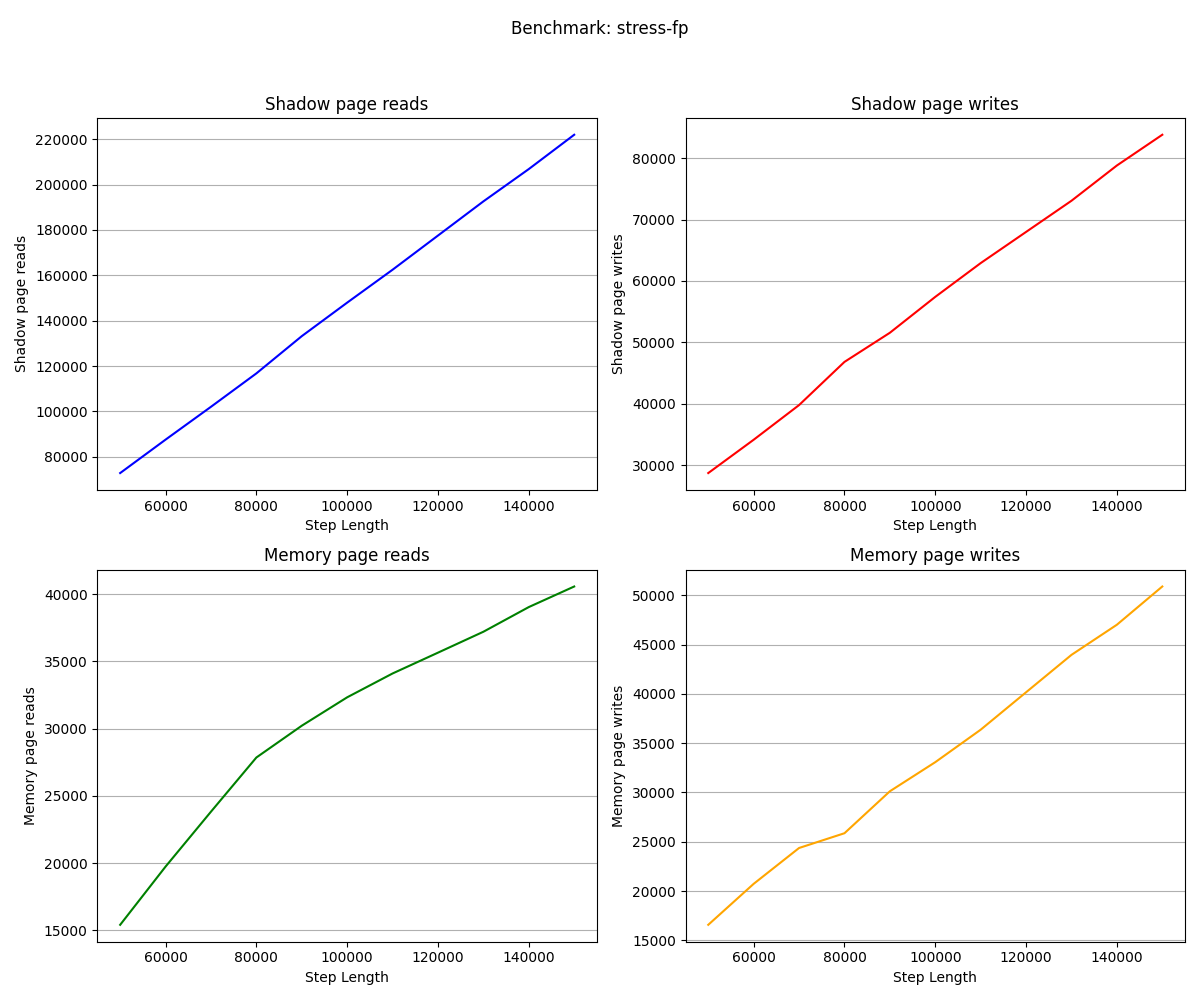 Benchmark: stress-fp
Shadow page reads
Shadow page reads
220000
200000
180000
160000
140000
120000
100000
80000
60000 80000 100000 120000 140000
Step Length
Shadow page writes
Shadow page writes
80000
70000
60000
50000
40000
30000
60000 80000 100000 120000 140000
Step Length
Memory page reads
Memory page reads
40000
35000
30000
25000
20000
15000
60000 80000 100000 120000 140000
Step Length
Memory page writes
Memory page writes
50000
45000
40000
35000
30000
25000
20000
15000
60000 80000 100000 120000 140000
Step Length